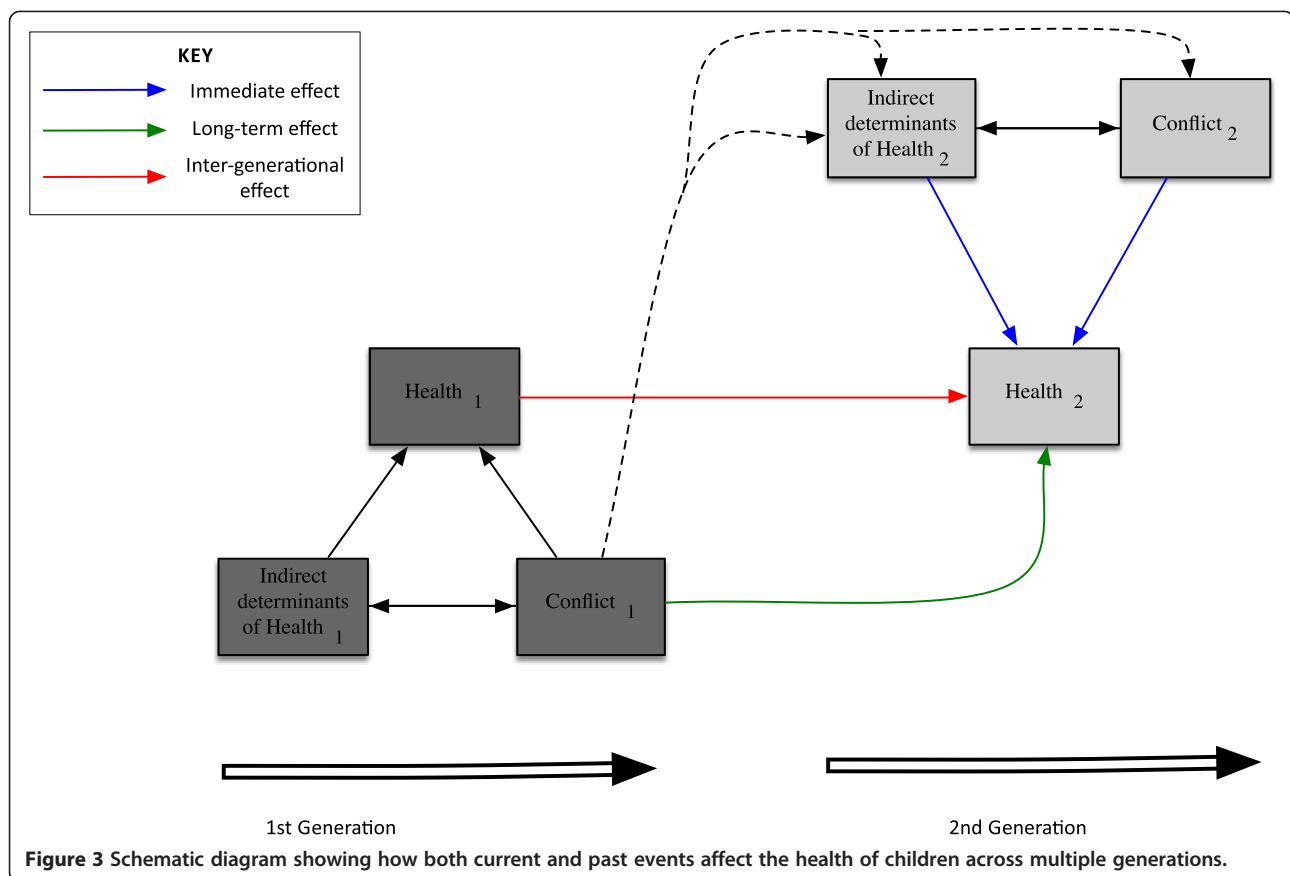 KEY
Immediate effect
Long-term effect
Inter-generational
effect
Indirect
determinants
of Health 2
Conflict 2
Health 1
Health 2
Indirect
determinants
of Health 1
Conflict 1
1st Generation
2nd Generation
Figure 3 Schematic diagram showing how both current and past events affect the health of children across multiple generations.